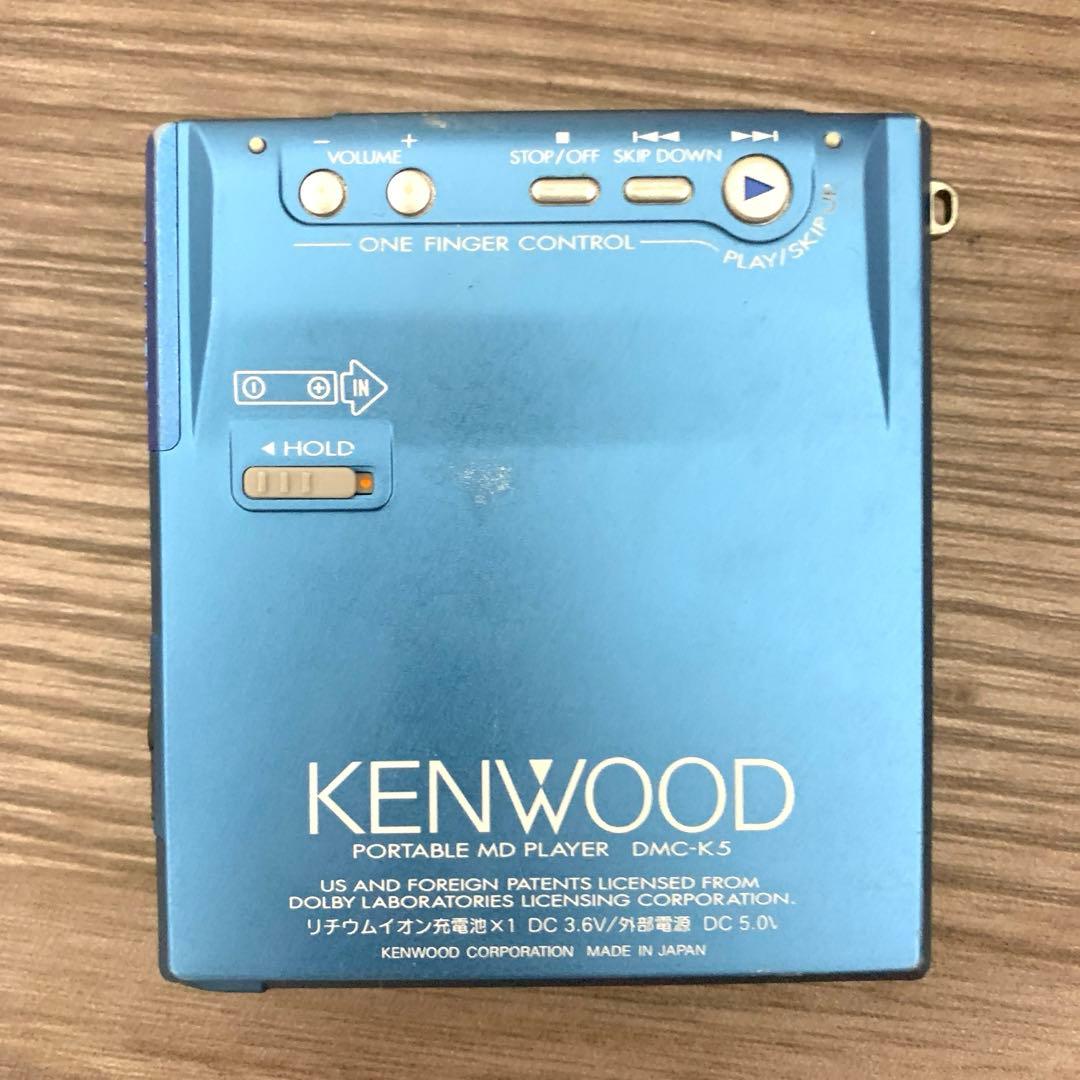 − +
VOLUME
■ STOP/OFF
⏮ SKIP DOWN
⏭
PLAY/SKIP UP
ONE FINGER CONTROL
IN
◀ HOLD
KENWOOD
PORTABLE MD PLAYER DMC-K5
US AND FOREIGN PATENTS LICENSED FROM
DOLBY LABORATORIES LICENSING CORPORATION.
リチウムイオン充電池×1 DC 3.6V/外部電源 DC 5.0V
KENWOOD CORPORATION MADE IN JAPAN